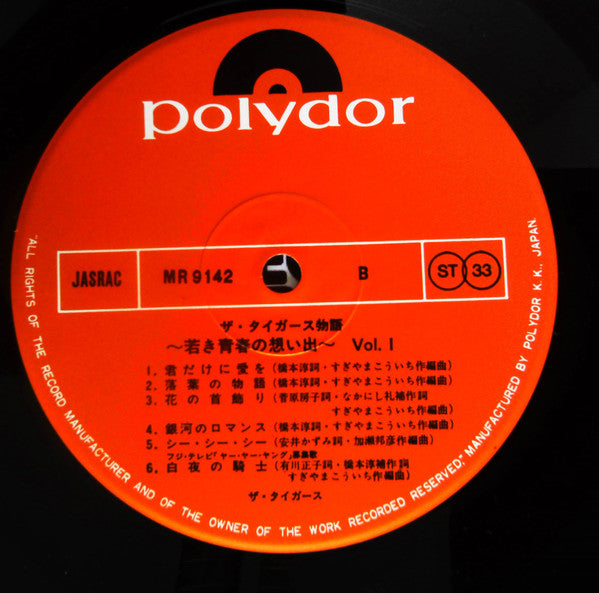 polydor
JASRAC MR 9142 B ST 33
ザ・タイガース物語
〜若き青春の想い出〜 Vol. I
1. 君だけに愛を(橋本淳詞・すぎやまこういち作編曲)
2. 落葉の物語(橋本淳詞・すぎやまこういち作編曲)
3. 花の首飾り(菅原房子詞・なかにし礼補作詞
すぎやまこういち作編曲)
4. 銀河のロマンス(橋本淳詞・すぎやまこういち作編曲)
5. シー・シー・シー(安井かずみ詞・加瀬邦彦作編曲)
フジ・テレビ「ヤー・ヤー・ヤング」募集歌
6. 白夜の騎士(有川正子詞・橋本淳補作詞
すぎやまこういち作編曲)
ザ・タイガース
"ALL RIGHTS OF THE RECORD MANUFACTURER AND OF THE OWNER OF THE WORK RECORDED RESERVED," MANUFACTURED BY POLYDOR K. K., JAPAN.